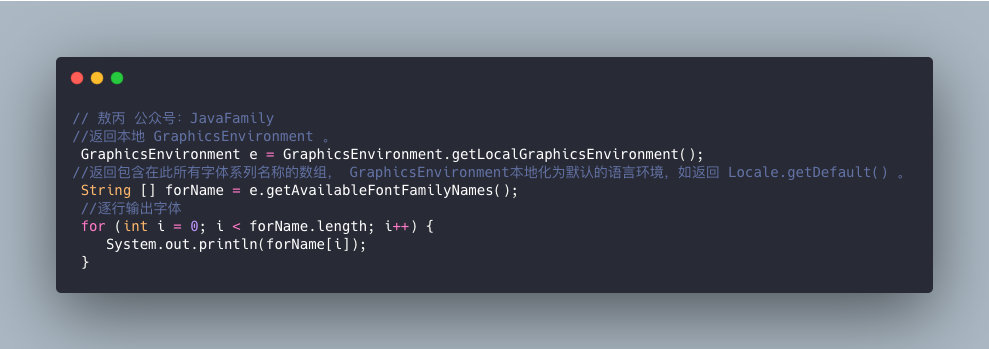 // 敖丙 公众号：JavaFamily
//返回本地 GraphicsEnvironment 。
GraphicsEnvironment e = GraphicsEnvironment.getLocalGraphicsEnvironment();
//返回包含在此所有字体系列名称的数组， GraphicsEnvironment本地化为默认的语言环境，如返回 Locale.getDefault() 。
String [] forName = e.getAvailableFontFamilyNames();
//逐行输出字体
for (int i = 0; i < forName.length; i++) {
System.out.println(forName[i]);
}